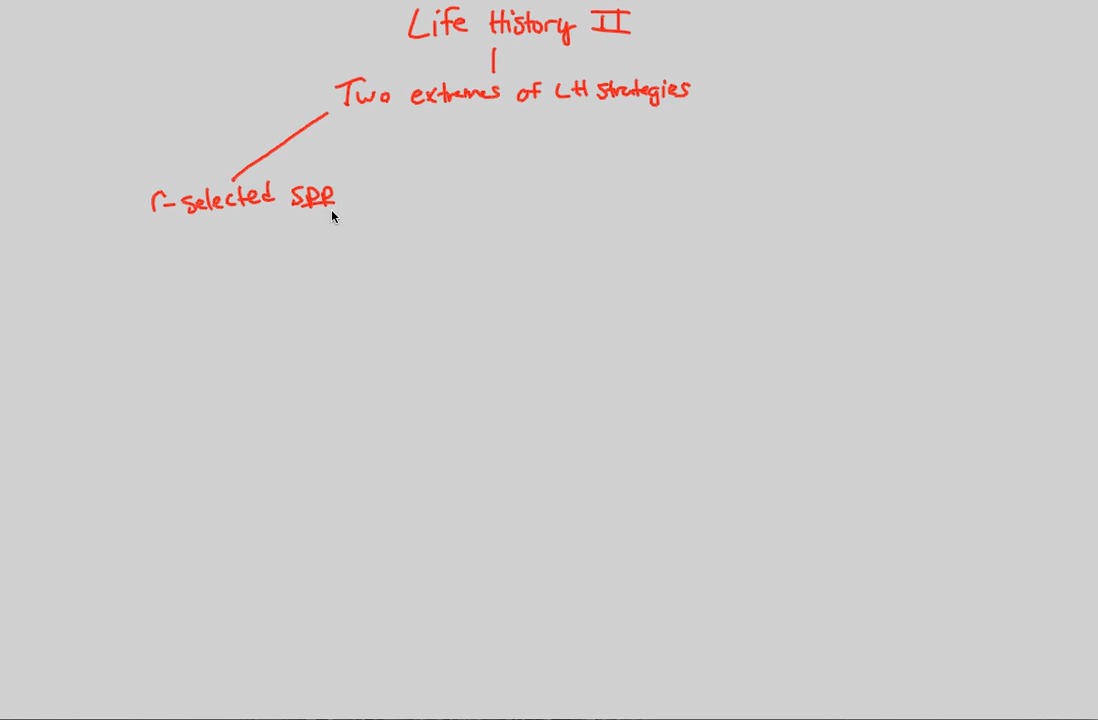 Life History II
Two extremes of LH strategies
r-selected spp